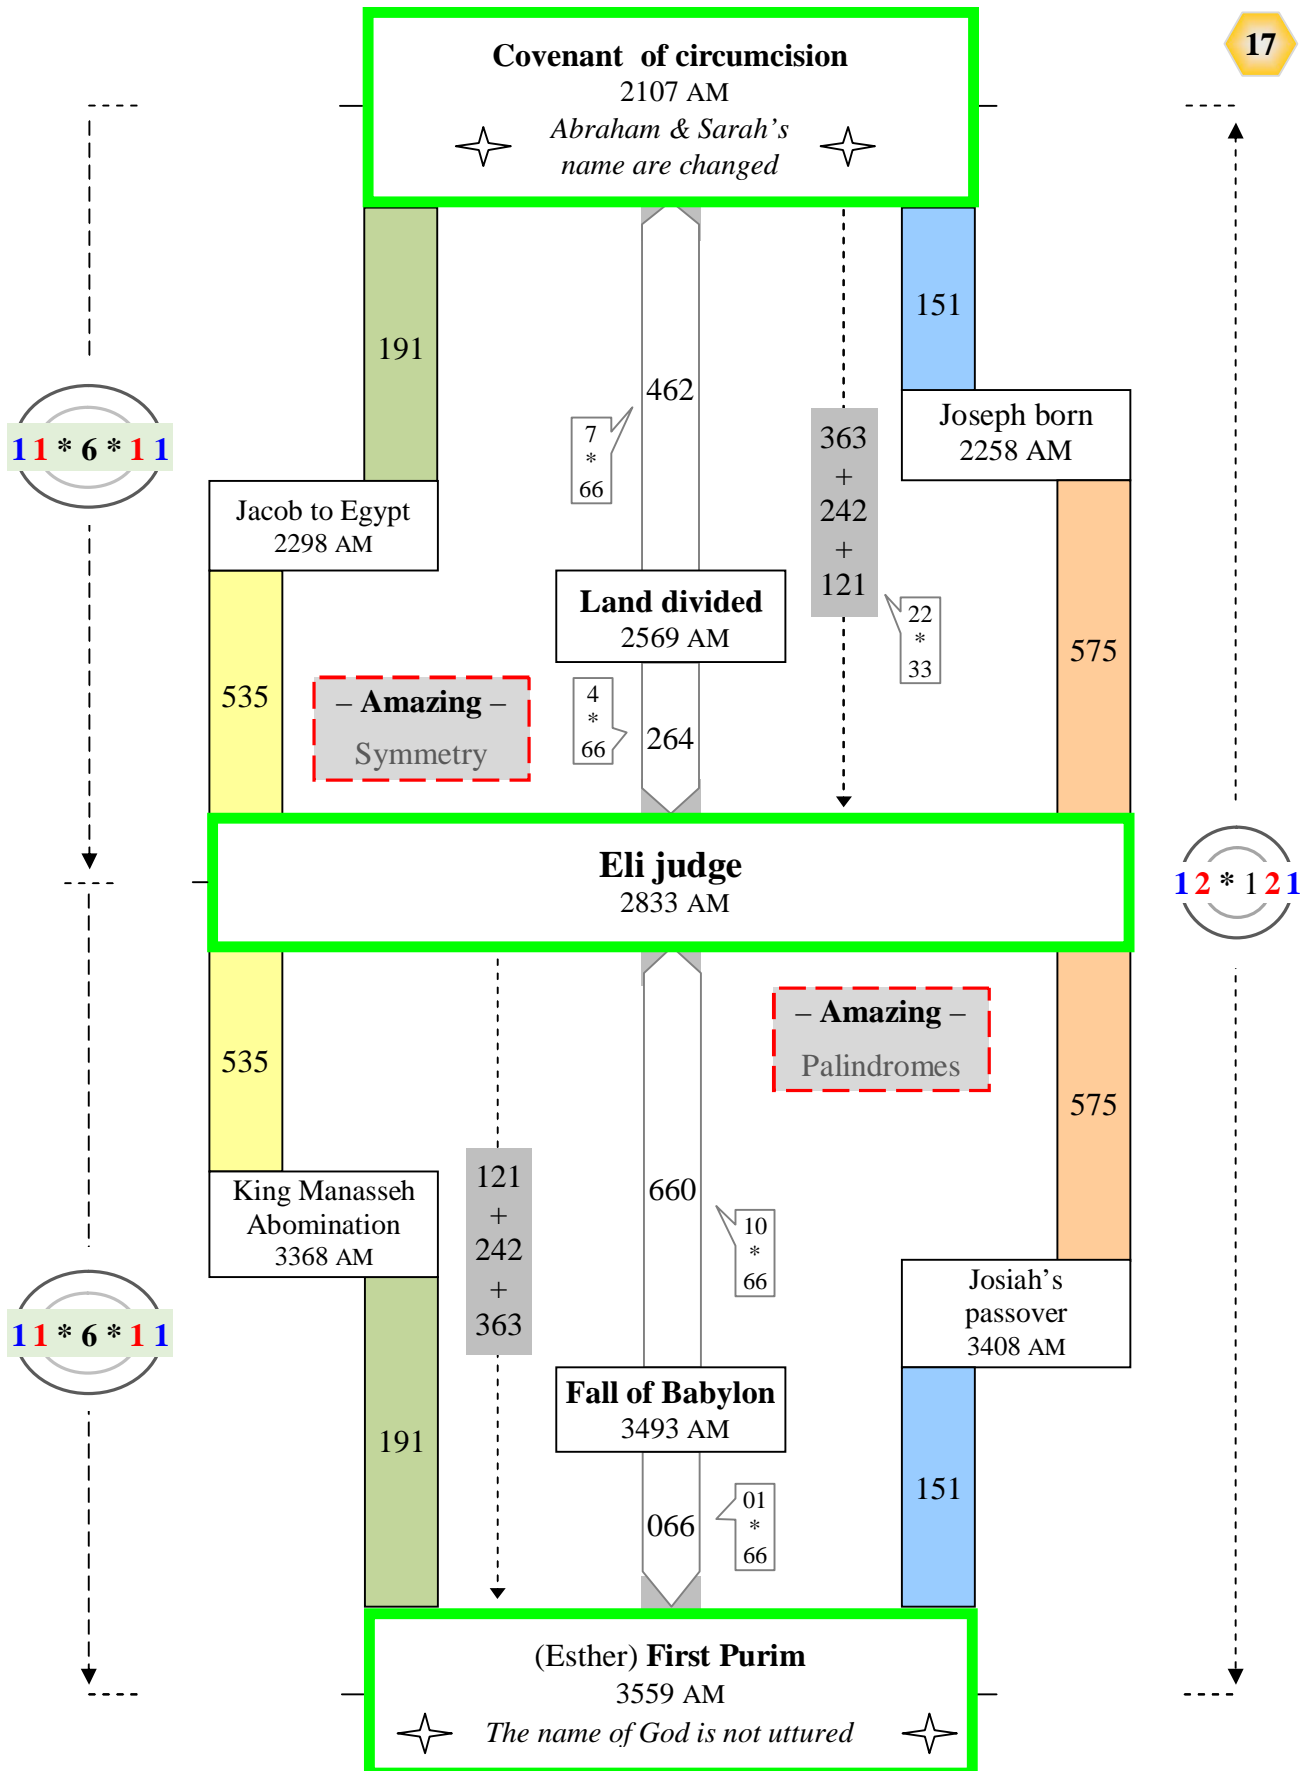 Covenant of circumcision
2107 AM
Abraham & Sarah's
name are changed
17
191
462
151
7
*
66
363
+
242
+
121
Joseph born
2258 AM
11 * 6 * 11
Jacob to Egypt
2298 AM
Land divided
2569 AM
22
*
33
575
535
– Amazing –
Symmetry
4
*
66
264
Eli judge
2833 AM
12 * 121
535
– Amazing –
Palindromes
575
121
+
242
+
363
660
10
*
66
King Manasseh
Abomination
3368 AM
Josiah's
passover
3408 AM
11 * 6 * 11
Fall of Babylon
3493 AM
191
151
066
01
*
66
(Esther) First Purim
3559 AM
The name of God is not uttured